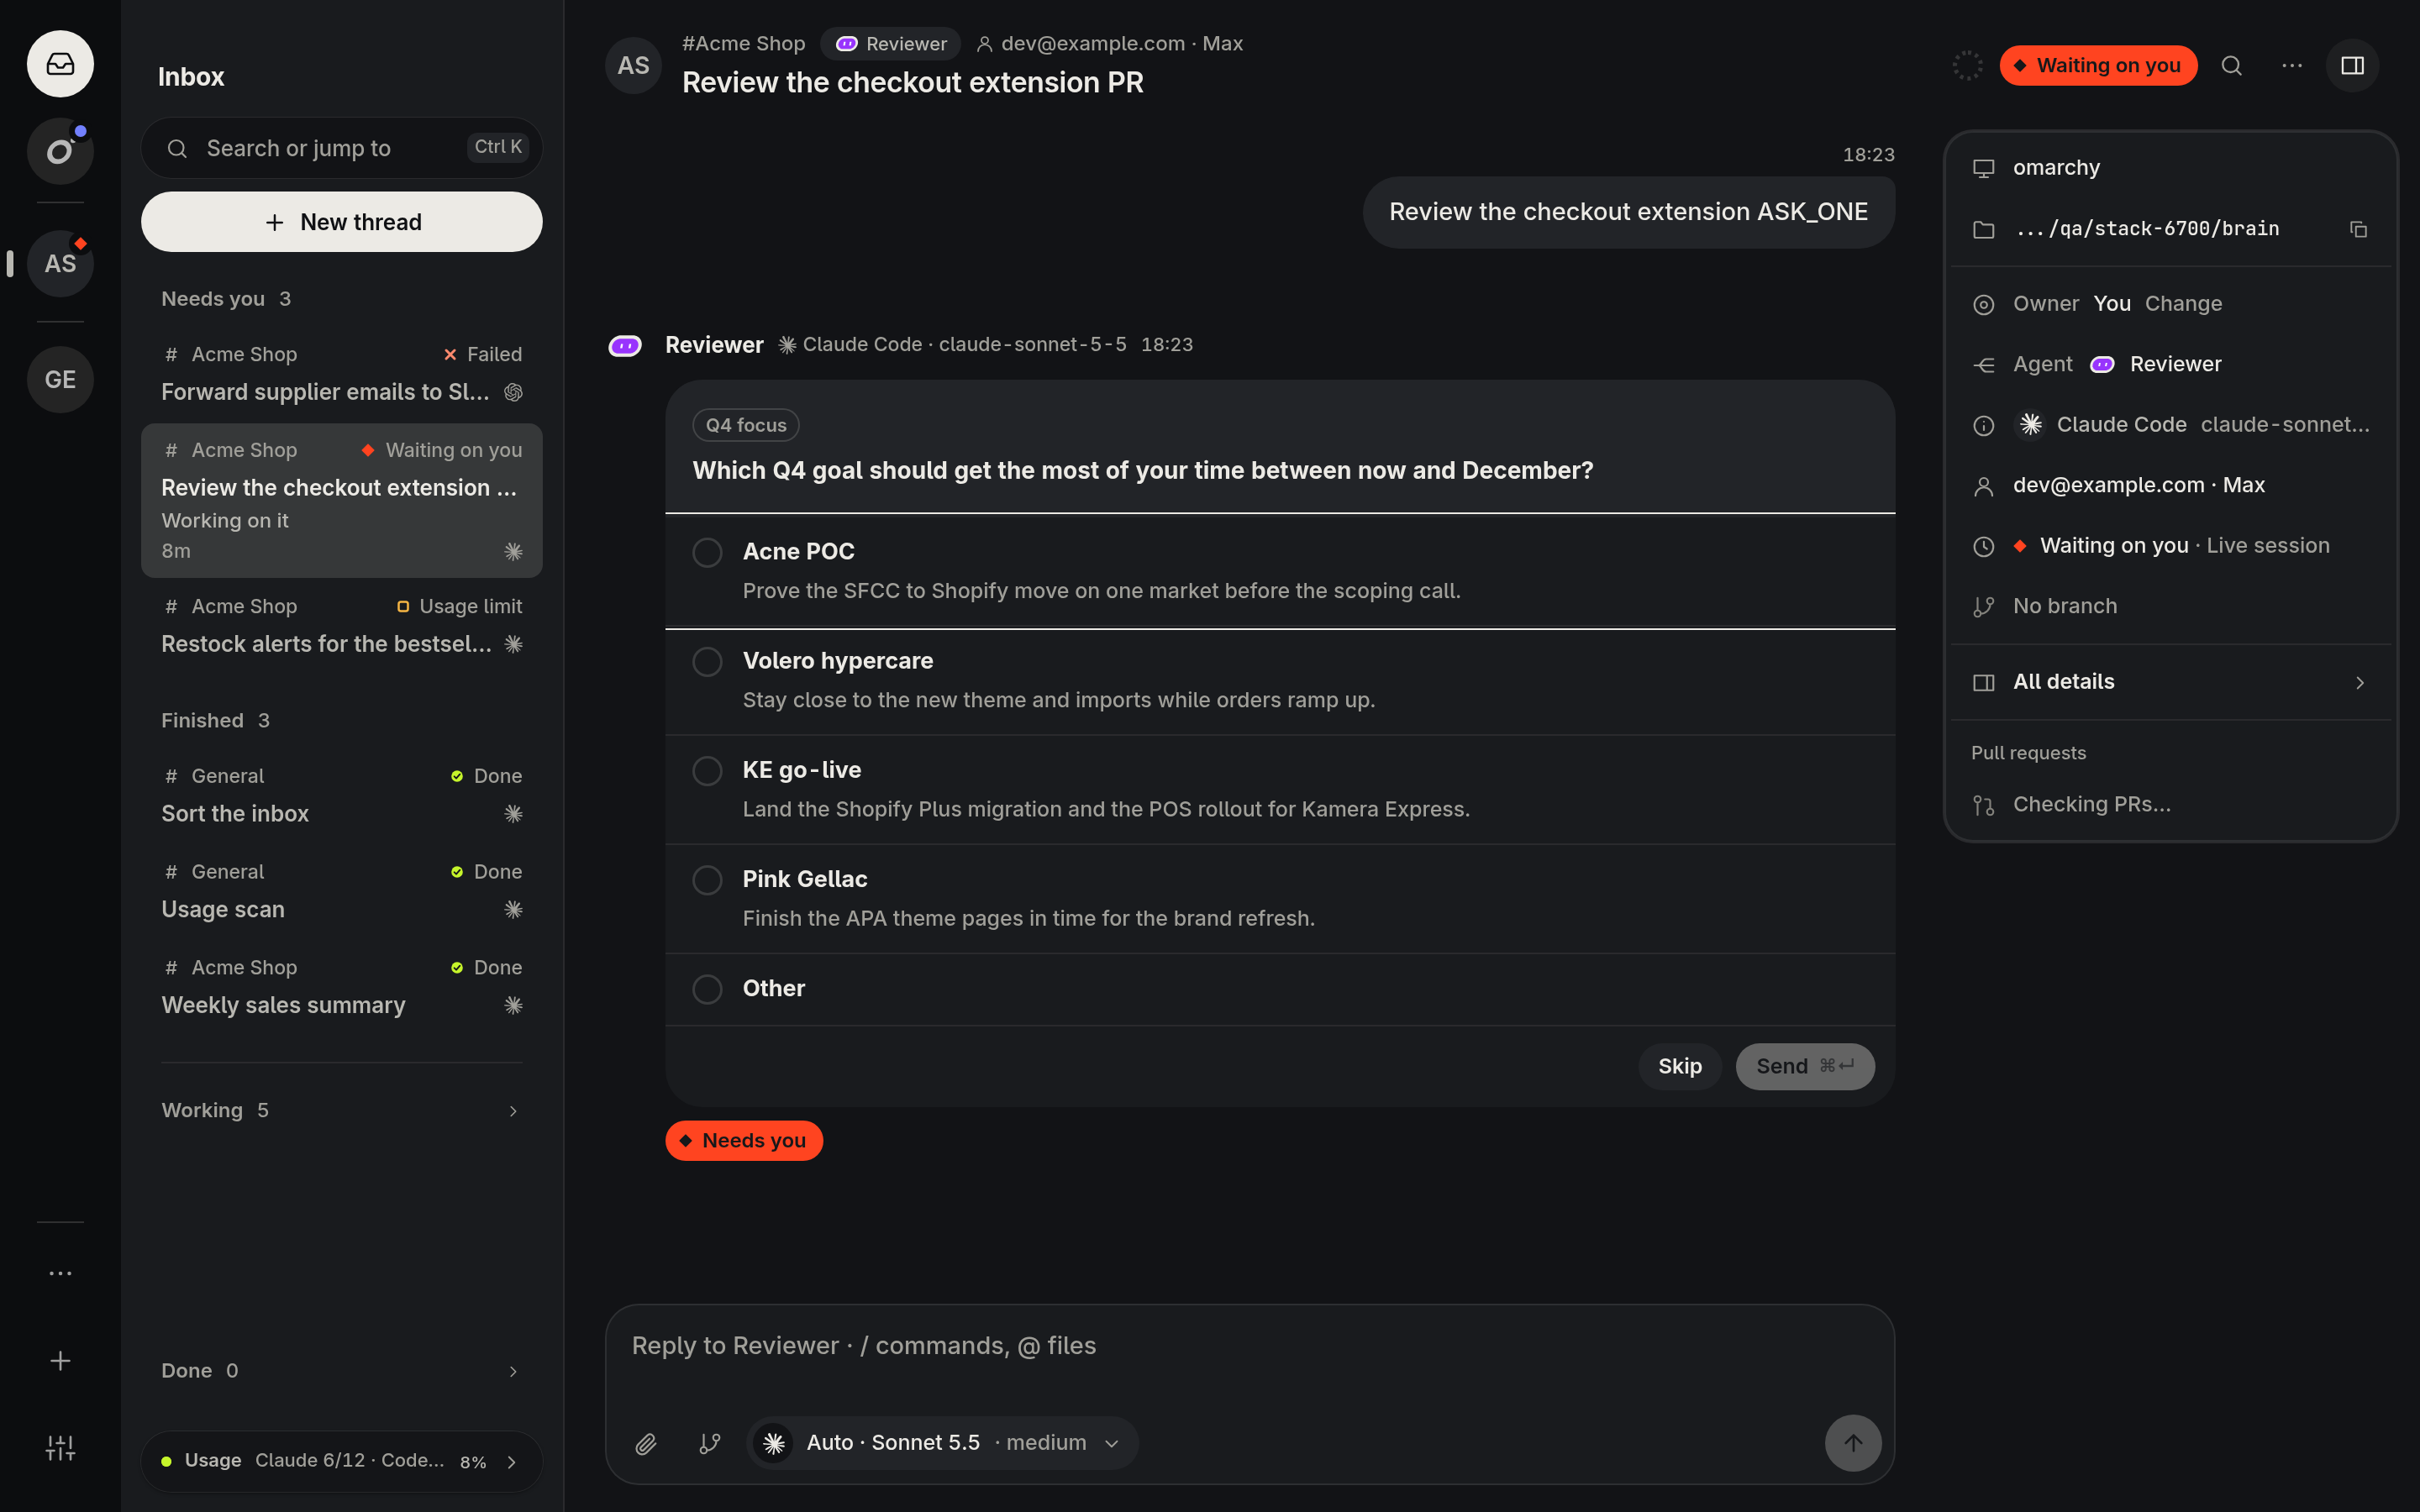 Inbox
Search or jump to Ctrl K
+ New thread
Needs you 3
# Acme Shop Failed
Forward supplier emails to Sl...
# Acme Shop Waiting on you
Review the checkout extension ...
Working on it
8m
# Acme Shop Usage limit
Restock alerts for the bestsel...
Finished 3
# General Done
Sort the inbox
# General Done
Usage scan
# Acme Shop Done
Weekly sales summary
Working 5
Done 0
Usage Claude 6/12 · Code... 8%
AS
GE
AS
#Acme Shop Reviewer dev@example.com · Max
Review the checkout extension PR
Waiting on you
18:23
Review the checkout extension ASK_ONE
Reviewer Claude Code · claude-sonnet-5-5 18:23
Q4 focus
Which Q4 goal should get the most of your time between now and December?
Acne POC
Prove the SFCC to Shopify move on one market before the scoping call.
Volero hypercare
Stay close to the new theme and imports while orders ramp up.
KE go-live
Land the Shopify Plus migration and the POS rollout for Kamera Express.
Pink Gellac
Finish the APA theme pages in time for the brand refresh.
Other
Skip Send ⌘↵
Needs you
Reply to Reviewer · / commands, @ files
Auto · Sonnet 5.5 · medium
omarchy
.../qa/stack-6700/brain
Owner You Change
Agent Reviewer
Claude Code claude-sonnet...
dev@example.com · Max
Waiting on you · Live session
No branch
All details
Pull requests
Checking PRs...